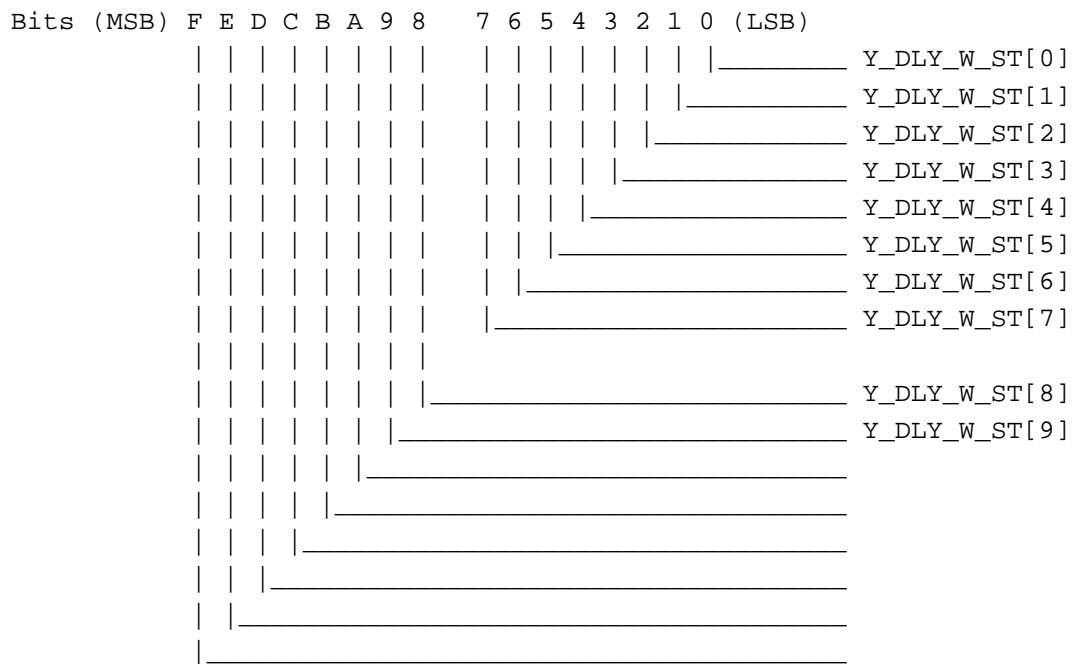 Bits (MSB) F E D C B A 9 8 7 6 5 4 3 2 1 0 (LSB)
Y_DLY_W_ST[0]
Y_DLY_W_ST[1]
Y_DLY_W_ST[2]
Y_DLY_W_ST[3]
Y_DLY_W_ST[4]
Y_DLY_W_ST[5]
Y_DLY_W_ST[6]
Y_DLY_W_ST[7]
Y_DLY_W_ST[8]
Y_DLY_W_ST[9]